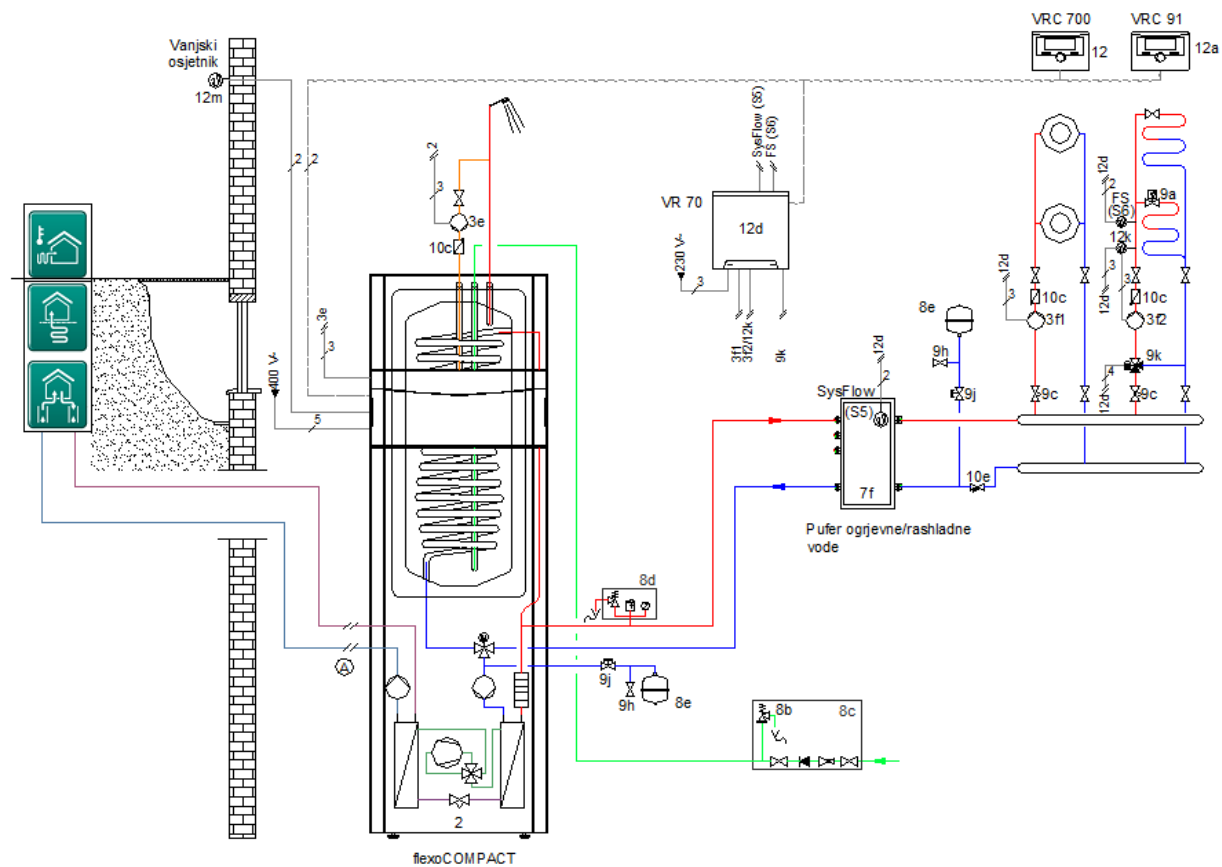 VRC 700
VRC 91
12
12a
Vanjski
osjetnik
12m
2
2
2
3
3e
10c
SysFlow (S5)
FS (S6)
VR 70
12d
230 V~
3
3f1
3f2/12k
9k
12d
2
FS
(S6)
9a
12k
12d
3
3
12d
3
10c
10c
3f1
3f2
8e
9h
9j
12d
2
12d
4
9k
9c
9c
3e
3
400 V~
5
SysFlow
(S5)
7f
10e
Pufer ogrjevne/rashladne
vode
8d
A
9j
9h
8e
8b
8c
2
flexoCOMPACT